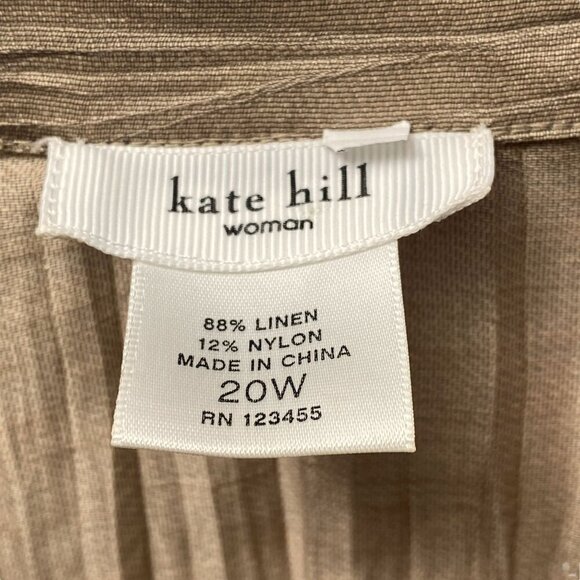 kate hill
woman
88% LINEN
12% NYLON
MADE IN CHINA
20W
RN 123455